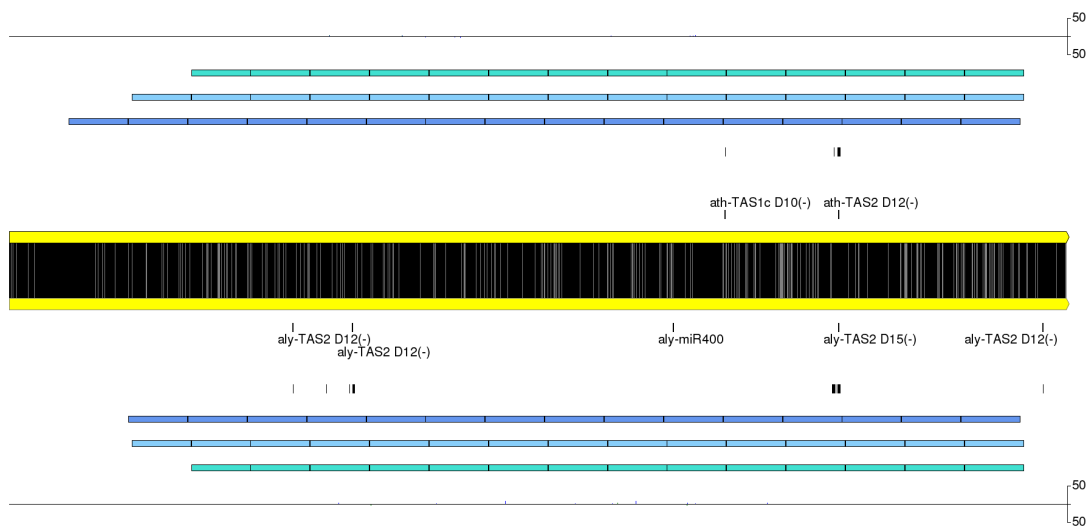 50
50
ath-TAS1c D10(-) ath-TAS2 D12(-)
aly-TAS2 D12(-) aly-miR400 aly-TAS2 D15(-) aly-TAS2 D12(-)
aly-TAS2 D12(-)
50
50